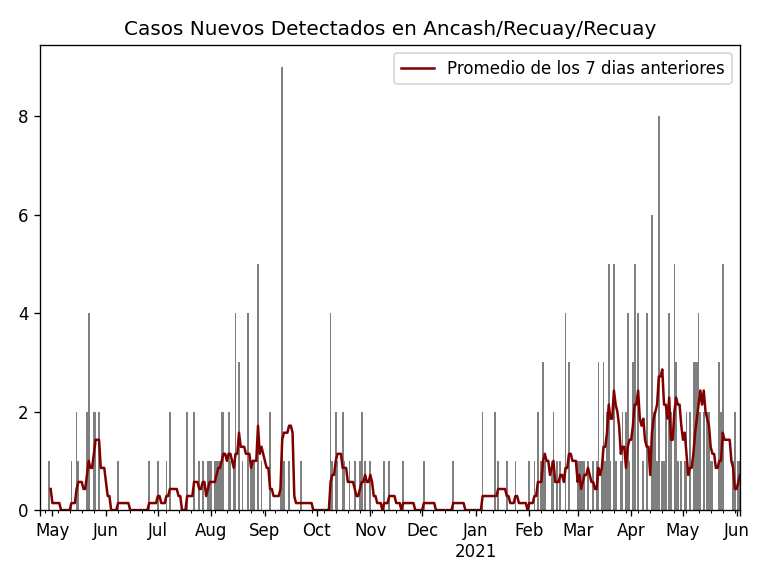 Casos Nuevos Detectados en Ancash/Recuay/Recuay
Promedio de los 7 dias anteriores
8
6
4
2
0
May Jun Jul Aug Sep Oct Nov Dec Jan Feb Mar Apr May Jun
2021